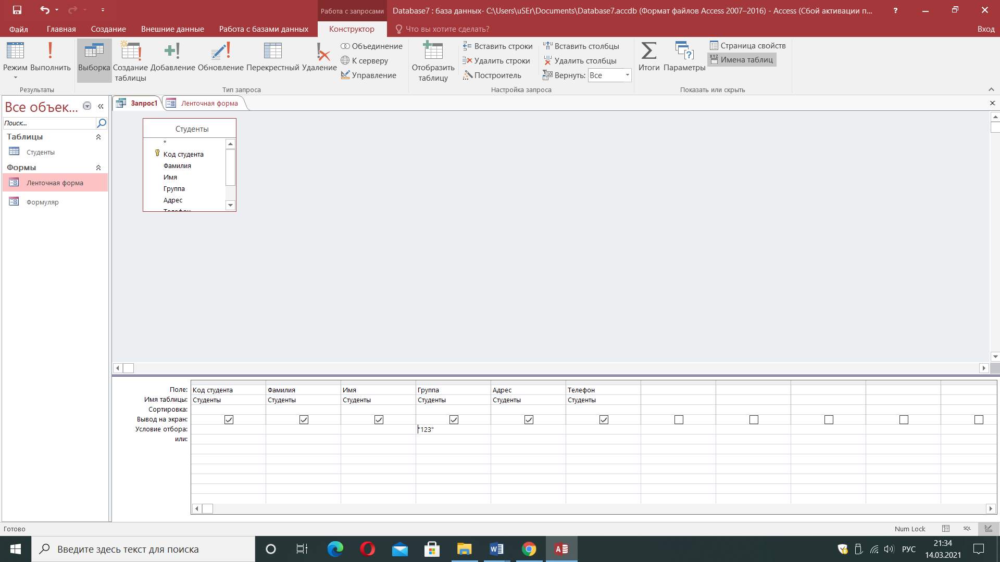 Работа с запросами
Database7 : база данных- C:\Users\uSEr\Documents\Database7.accdb (Формат файлов Access 2007–2016) - Access (Сбой активации п...
?
Файл
Главная
Создание
Внешние данные
Работа с базами данных
Конструктор
Что вы хотите сделать?
Вход
Режим
Выполнить
Результаты
Выборка
Создание таблицы
Добавление
Обновление
Перекрестный
Удаление
Объединение
К серверу
Управление
Тип запроса
Отобразить таблицу
Вставить строки
Удалить строки
Построитель
Вставить столбцы
Удалить столбцы
Вернуть: Все
Настройка запроса
Итоги
Параметры
Страница свойств
Имена таблиц
Показать или скрыть
Все объек...
Поиск...
Таблицы
Студенты
Формы
Ленточная форма
Формуляр
Запрос1
Ленточная форма
Студенты
*
Код студента
Фамилия
Имя
Группа
Адрес
Телефон
Поле: Код студента Фамилия Имя Группа Адрес Телефон
Имя таблицы: Студенты Студенты Студенты Студенты Студенты Студенты
Сортировка:
Вывод на экран:
Условие отбора: "123"
или:
Готово
Num Lock
SQL
Введите здесь текст для поиска
РУС
21:34
14.03.2021